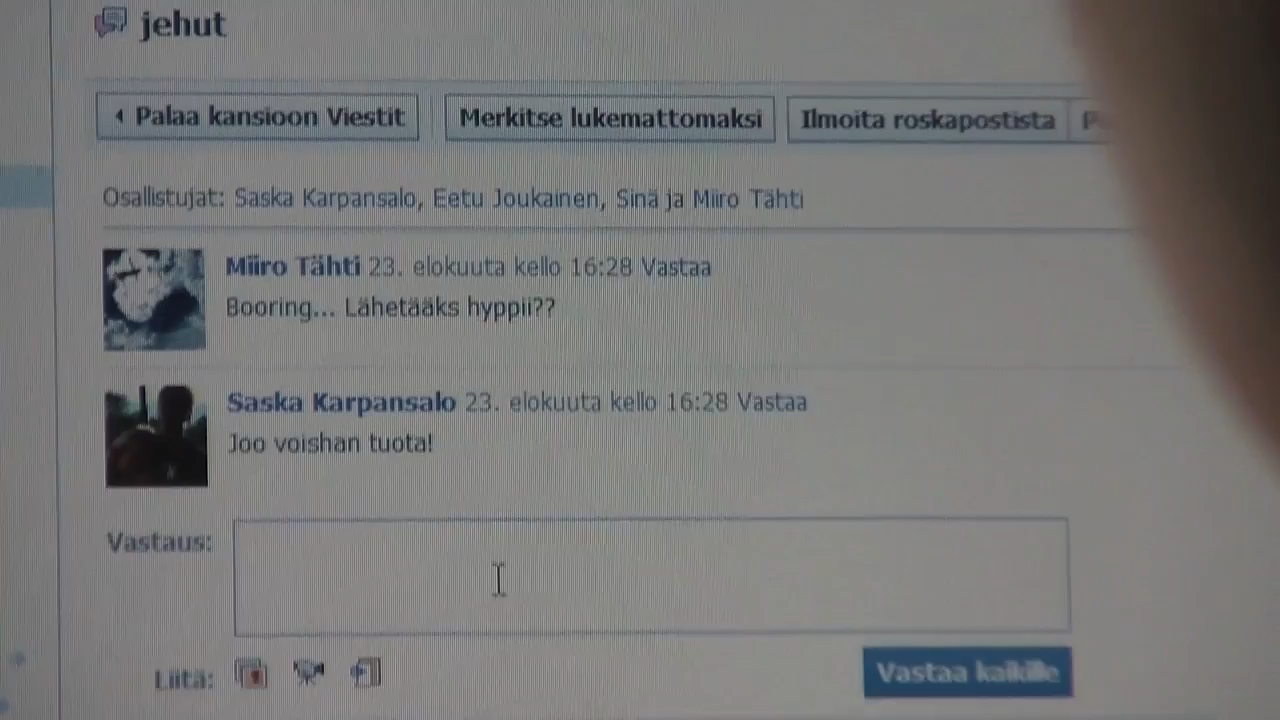 jehut
Palaa kansioon Viestit
Merkitse lukemattomaksi
Ilmoita roskapostista
Osallistujat: Saska Karpansalo, Eetu Joukainen, Sinä ja Miiro Tähti
Miiro Tähti 23. elokuuta kello 16:28 Vastaa
Booring... Lähetääks hyppii??
Saska Karpansalo 23. elokuuta kello 16:28 Vastaa
Joo voishan tuota!
Vastaus:
Liitä:
Vastaa kaikille